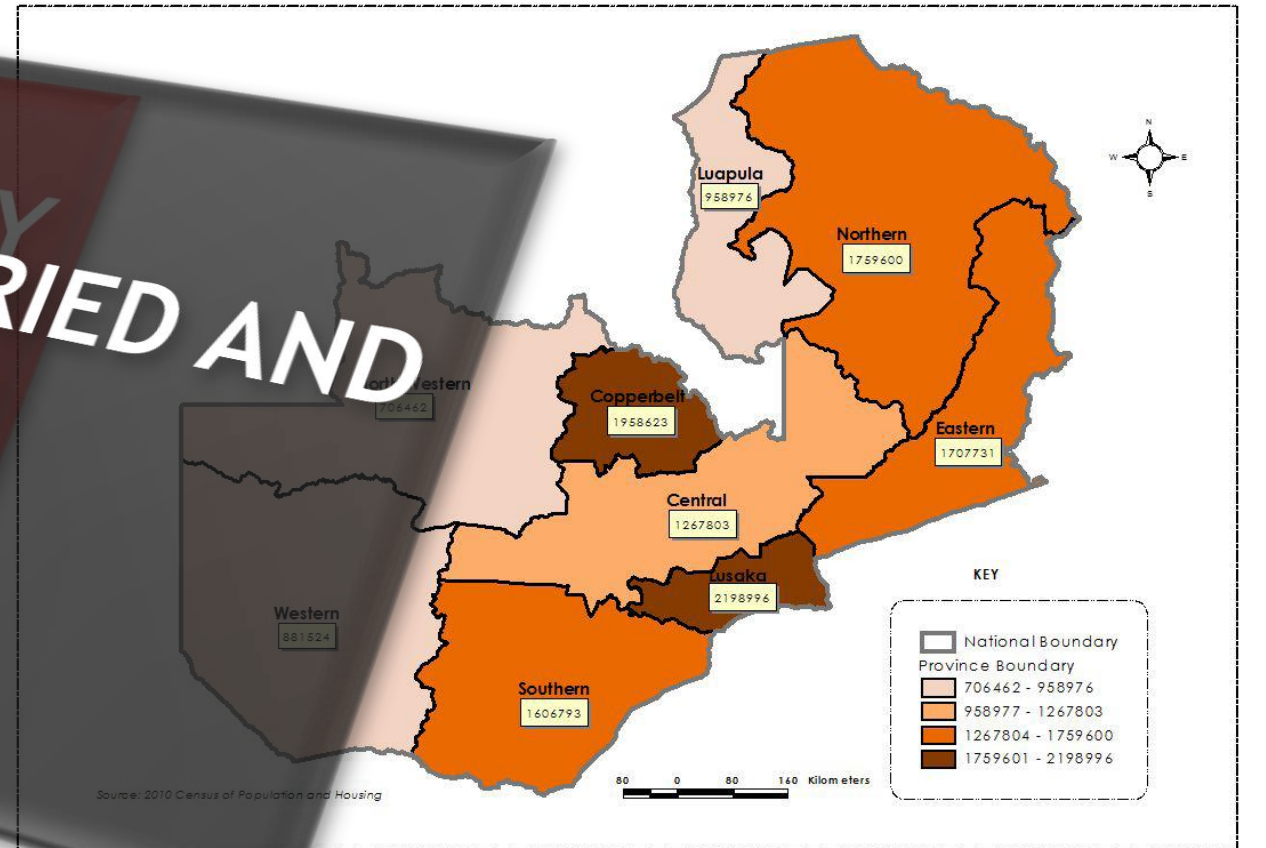 Y
RIED AND
N
W E
S
Luapula
958976
Northern
1759600
North Western
706462
Copperbelt
1958623
Eastern
1707731
Central
1267803
Lusaka
2198996
Western
881524
Southern
1606793
KEY
National Boundary
Province Boundary
706462 - 958976
958977 - 1267803
1267804 - 1759600
1759601 - 2198996
80 0 80 160 Kilometers
Source: 2010 Census of Population and Housing